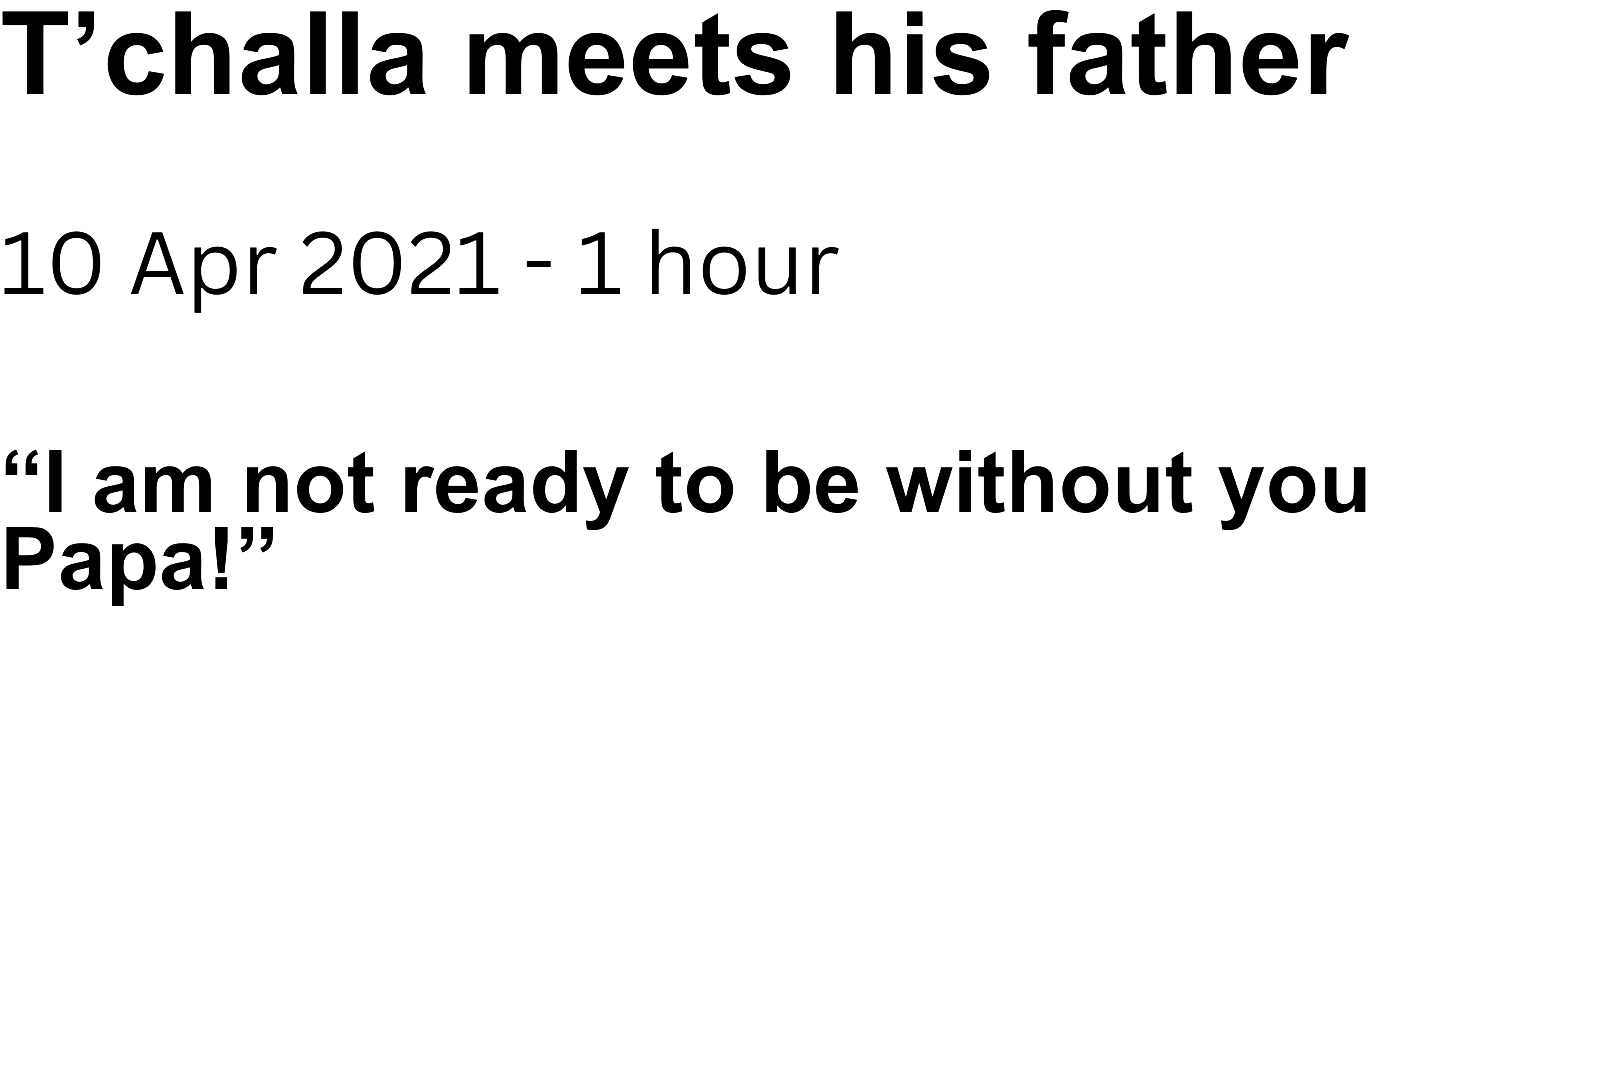 T’challa meets his father
10 Apr 2021 - 1 hour
“I am not ready to be without you
Papa!”